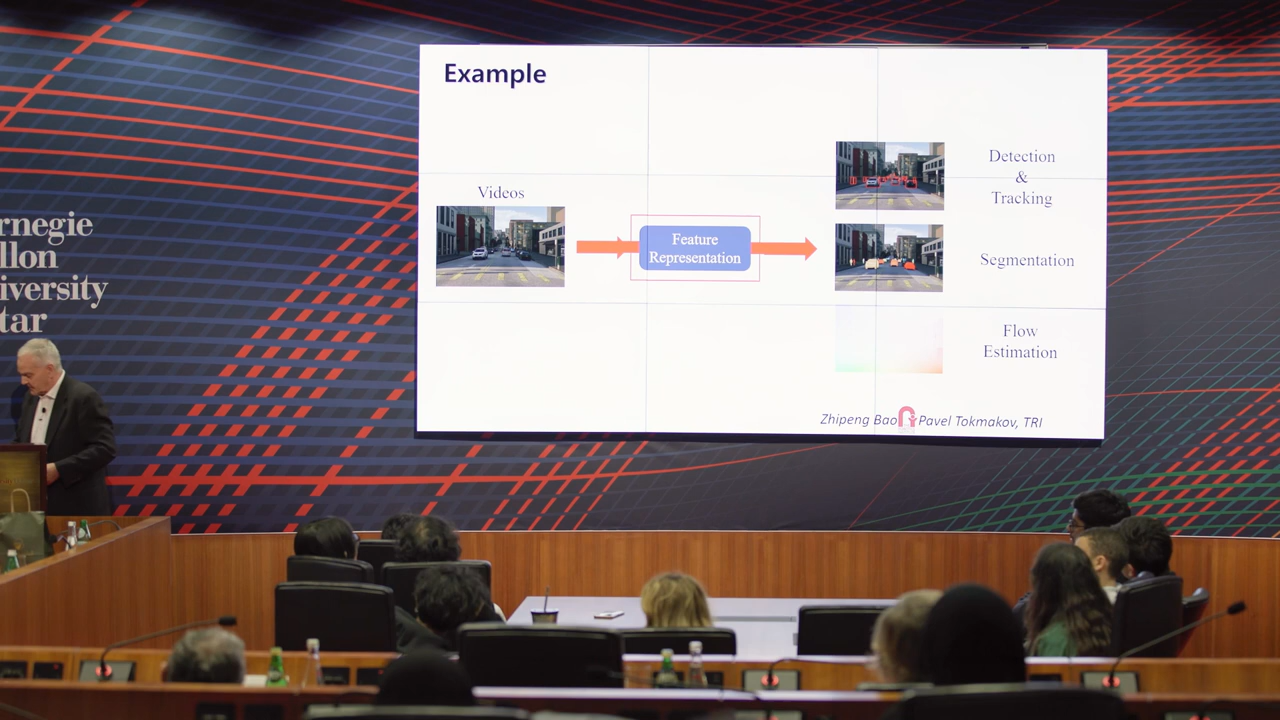 rnegie
llon
iversity
tar
Example
Videos
Feature
Representation
Detection
&
Tracking
Segmentation
Flow
Estimation
Zhipeng Bao
Pavel Tokmakov, TRI